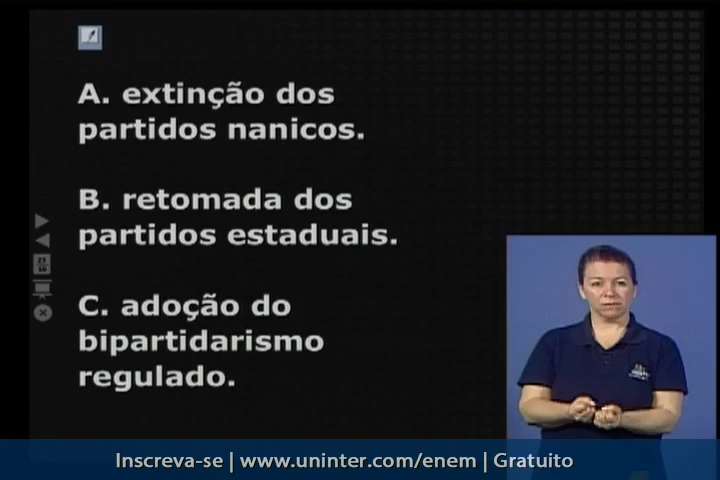 A. extinção dos
partidos nanicos.
B. retomada dos
partidos estaduais.
C. adoção do
bipartidarismo
regulado.
Inscreva-se | www.uninter.com/enem | Gratuito